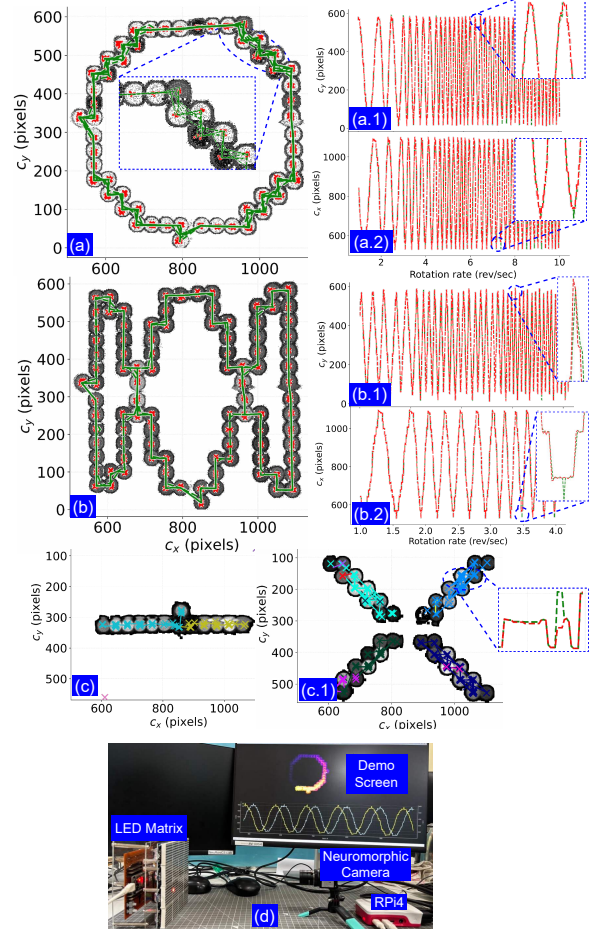 600
500
400
300
200
100
0
c_y (pixels)
600
800
1000
(a)
600
400
200
0
c_y (pixels)
(a.1)
1000
800
600
c_x (pixels)
(a.2)
2
4
6
8
10
Rotation rate (rev/sec)
600
500
400
300
200
100
0
c_y (pixels)
600
800
1000
c_x (pixels)
(b)
600
400
200
0
c_y (pixels)
(b.1)
1000
800
600
c_x (pixels)
(b.2)
1.0
1.5
2.0
2.5
3.0
3.5
4.0
Rotation rate (rev/sec)
100
200
300
400
500
c_y (pixels)
(c)
600
800
1000
c_x (pixels)
100
200
300
400
500
c_y (pixels)
(c.1)
600
800
1000
c_x (pixels)
Demo
Screen
LED Matrix
Neuromorphic
Camera
RPi4
(d)